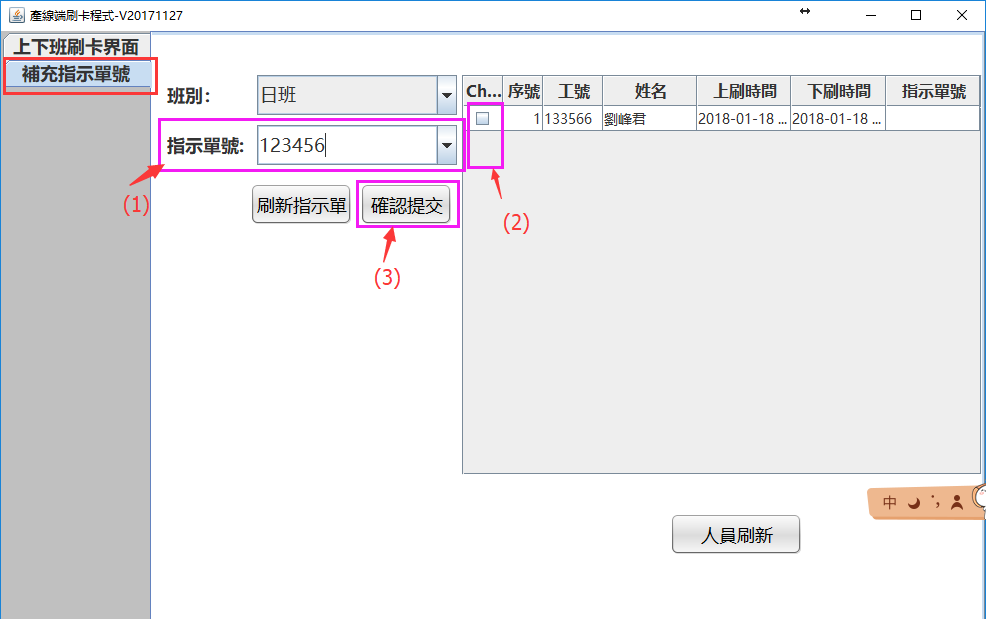 產線端刷卡程式-V20171127
上下班刷卡界面
補充指示單號
班別:
日班
指示單號:
123456
刷新指示單
確認提交
(1)
(2)
(3)
Ch... 序號 工號 姓名 上刷時間 下刷時間 指示單號
1 133566 劉峰君 2018-01-18 ... 2018-01-18 ...
中
人員刷新